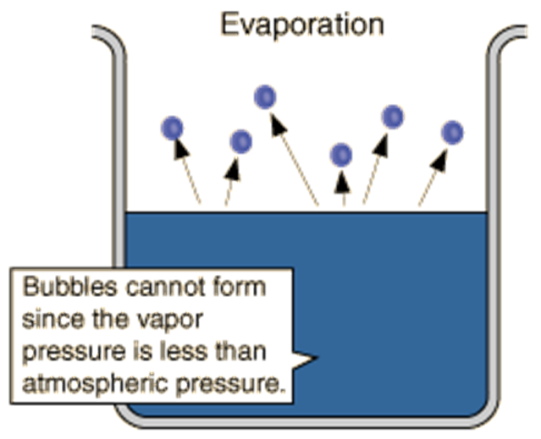 Evaporation
Bubbles cannot form
since the vapor
pressure is less than
atmospheric pressure.